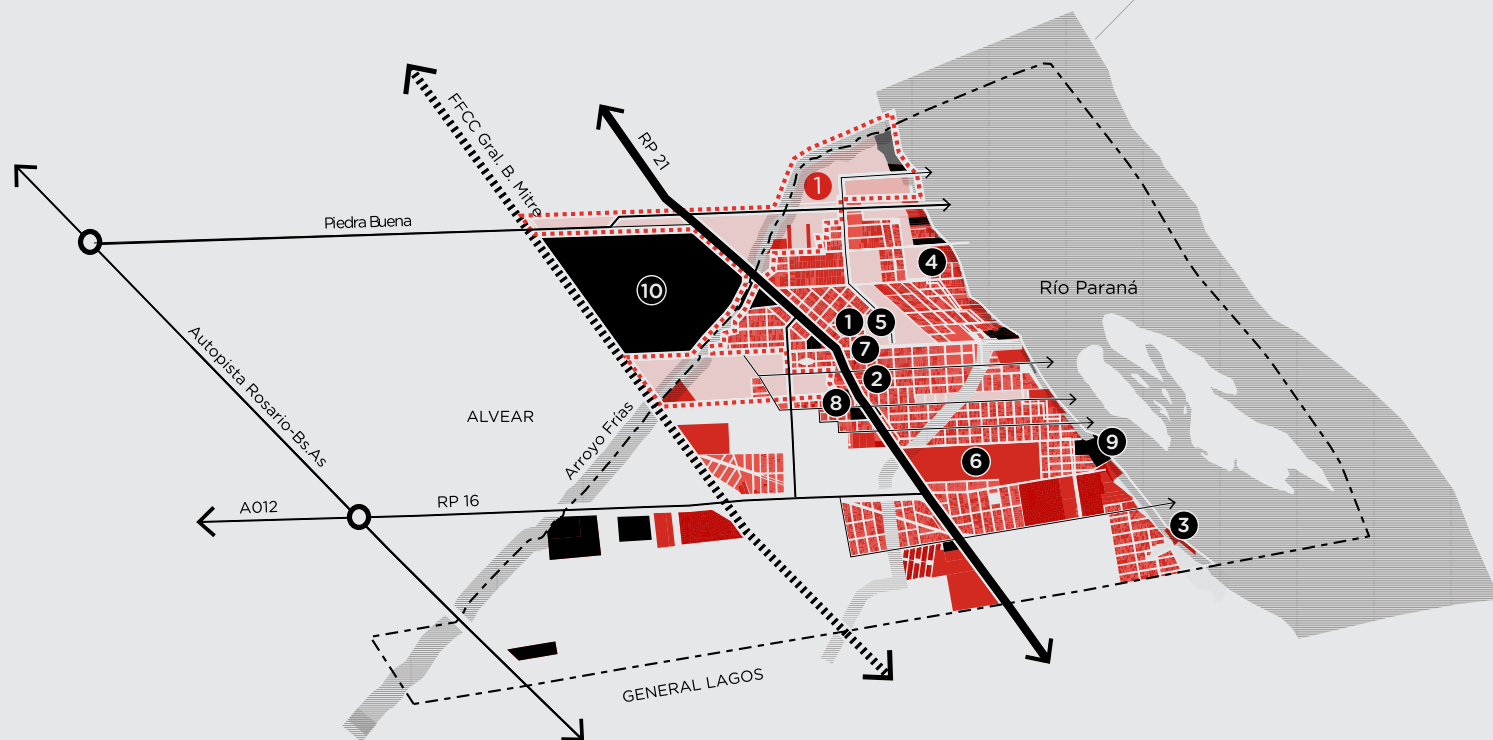 FFCC Gral. B. Mitre
RP 21
1
Piedra Buena
4
10
Río Paraná
1
5
7
2
8
Autopista Rosario-Bs.As
ALVEAR
Arroyo Frías
9
6
RP 16
A012
3
GENERAL LAGOS